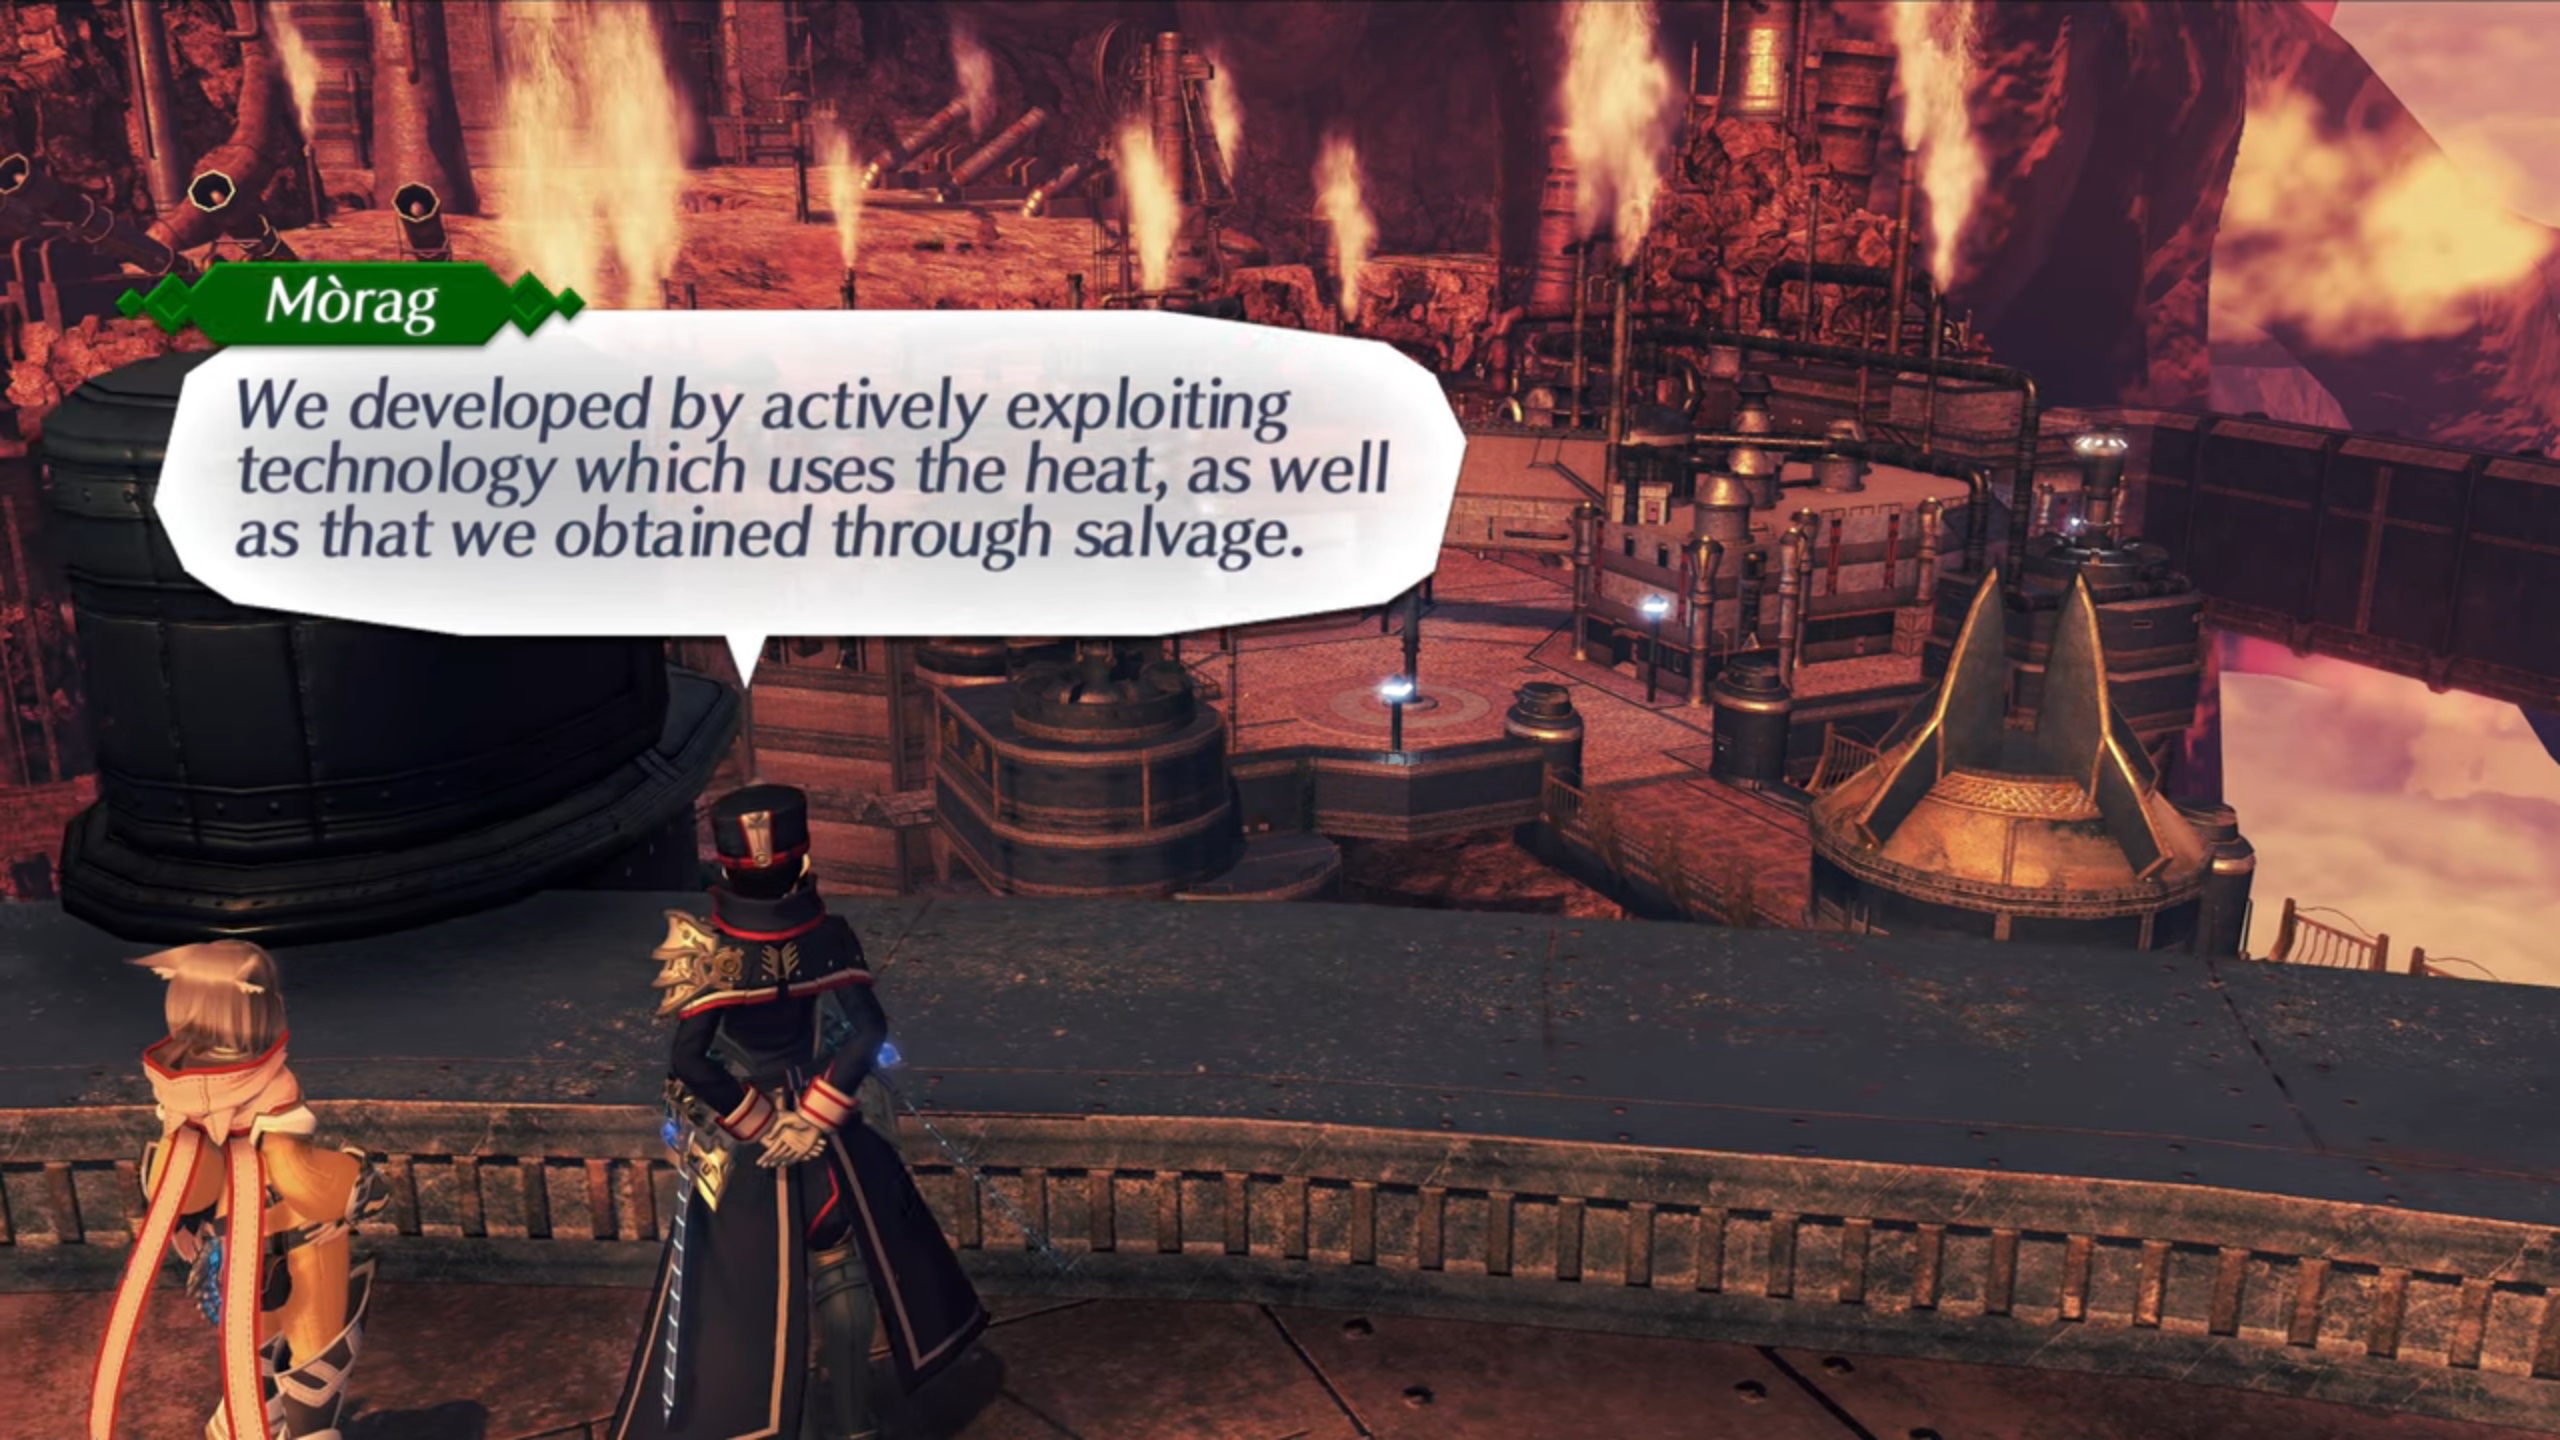 Mòrag
We developed by actively exploiting
technology which uses the heat, as well
as that we obtained through salvage.